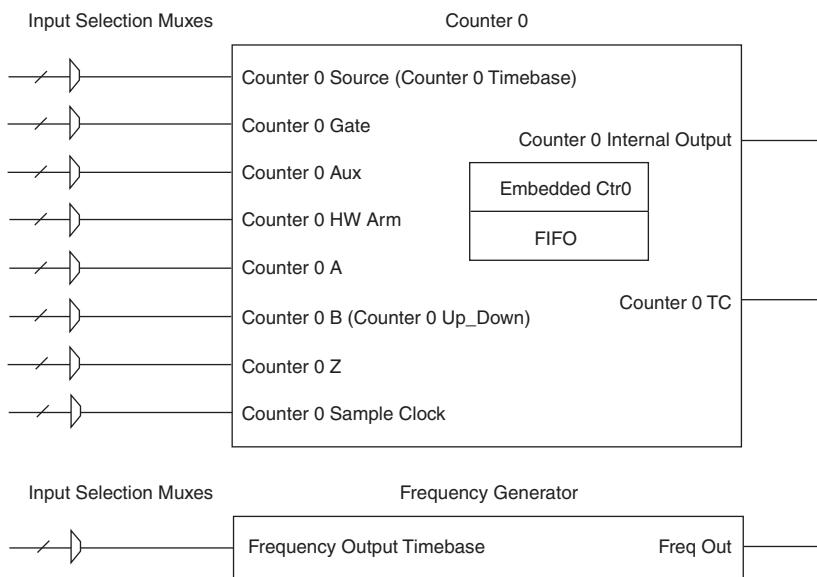 Input Selection Muxes
Counter 0
Counter 0 Source (Counter 0 Timebase)
Counter 0 Gate
Counter 0 Internal Output
Counter 0 Aux
Embedded Ctr0
Counter 0 HW Arm
FIFO
Counter 0 A
Counter 0 TC
Counter 0 B (Counter 0 Up_Down)
Counter 0 Z
Counter 0 Sample Clock
Input Selection Muxes
Frequency Generator
Frequency Output Timebase
Freq Out